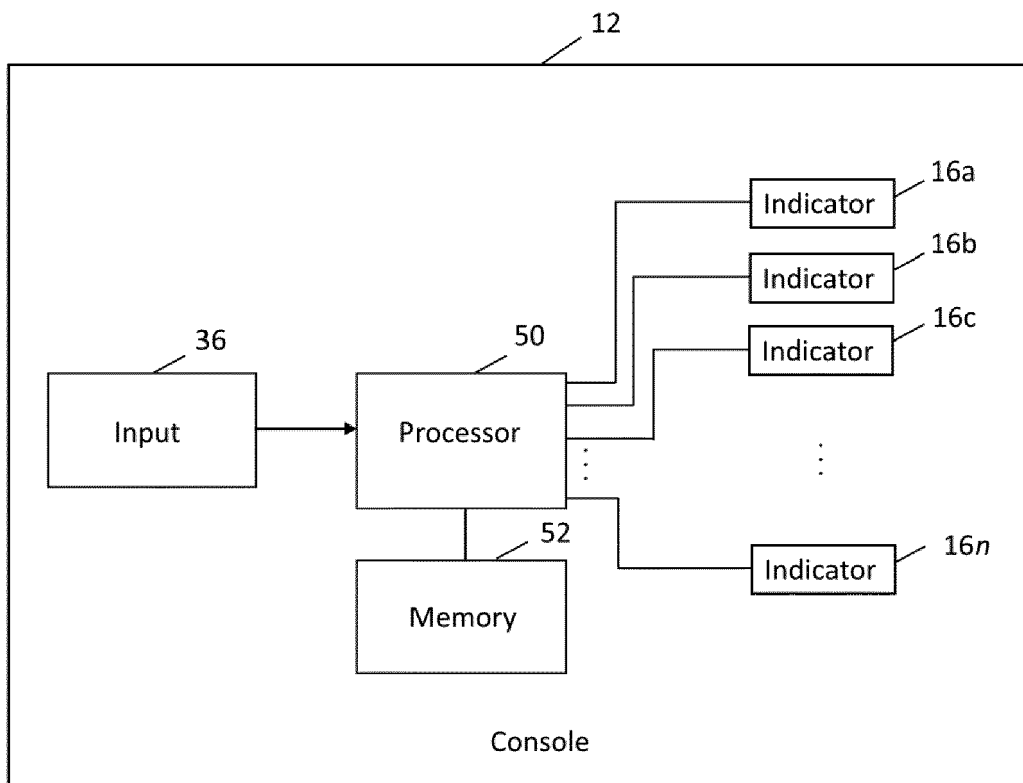 12
16a
Indicator
16b
Indicator
16c
Indicator
36
50
Input
Processor
52
Memory
16n
Indicator
Console